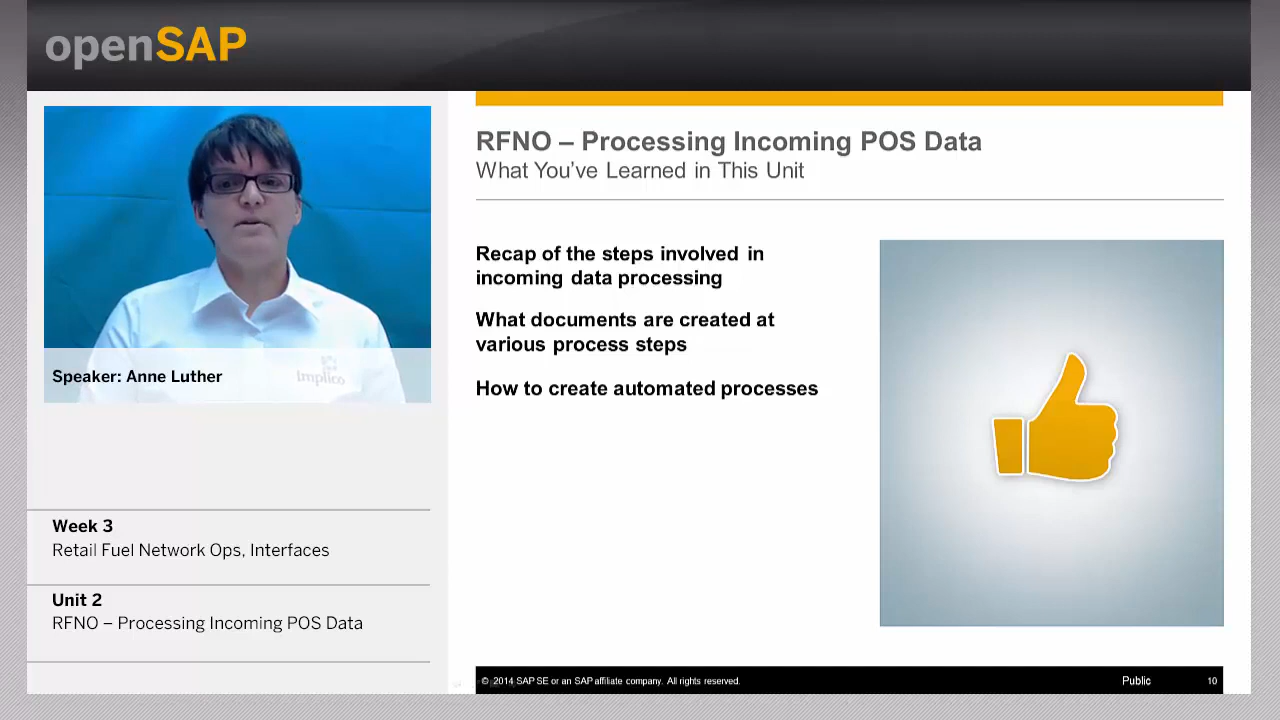 openSAP
RFNO – Processing Incoming POS Data
What You’ve Learned in This Unit
Recap of the steps involved in
incoming data processing
What documents are created at
various process steps
How to create automated processes
Implico
Speaker: Anne Luther
Week 3
Retail Fuel Network Ops, Interfaces
Unit 2
RFNO – Processing Incoming POS Data
© 2014 SAP SE or an SAP affiliate company. All rights reserved.
Public
10